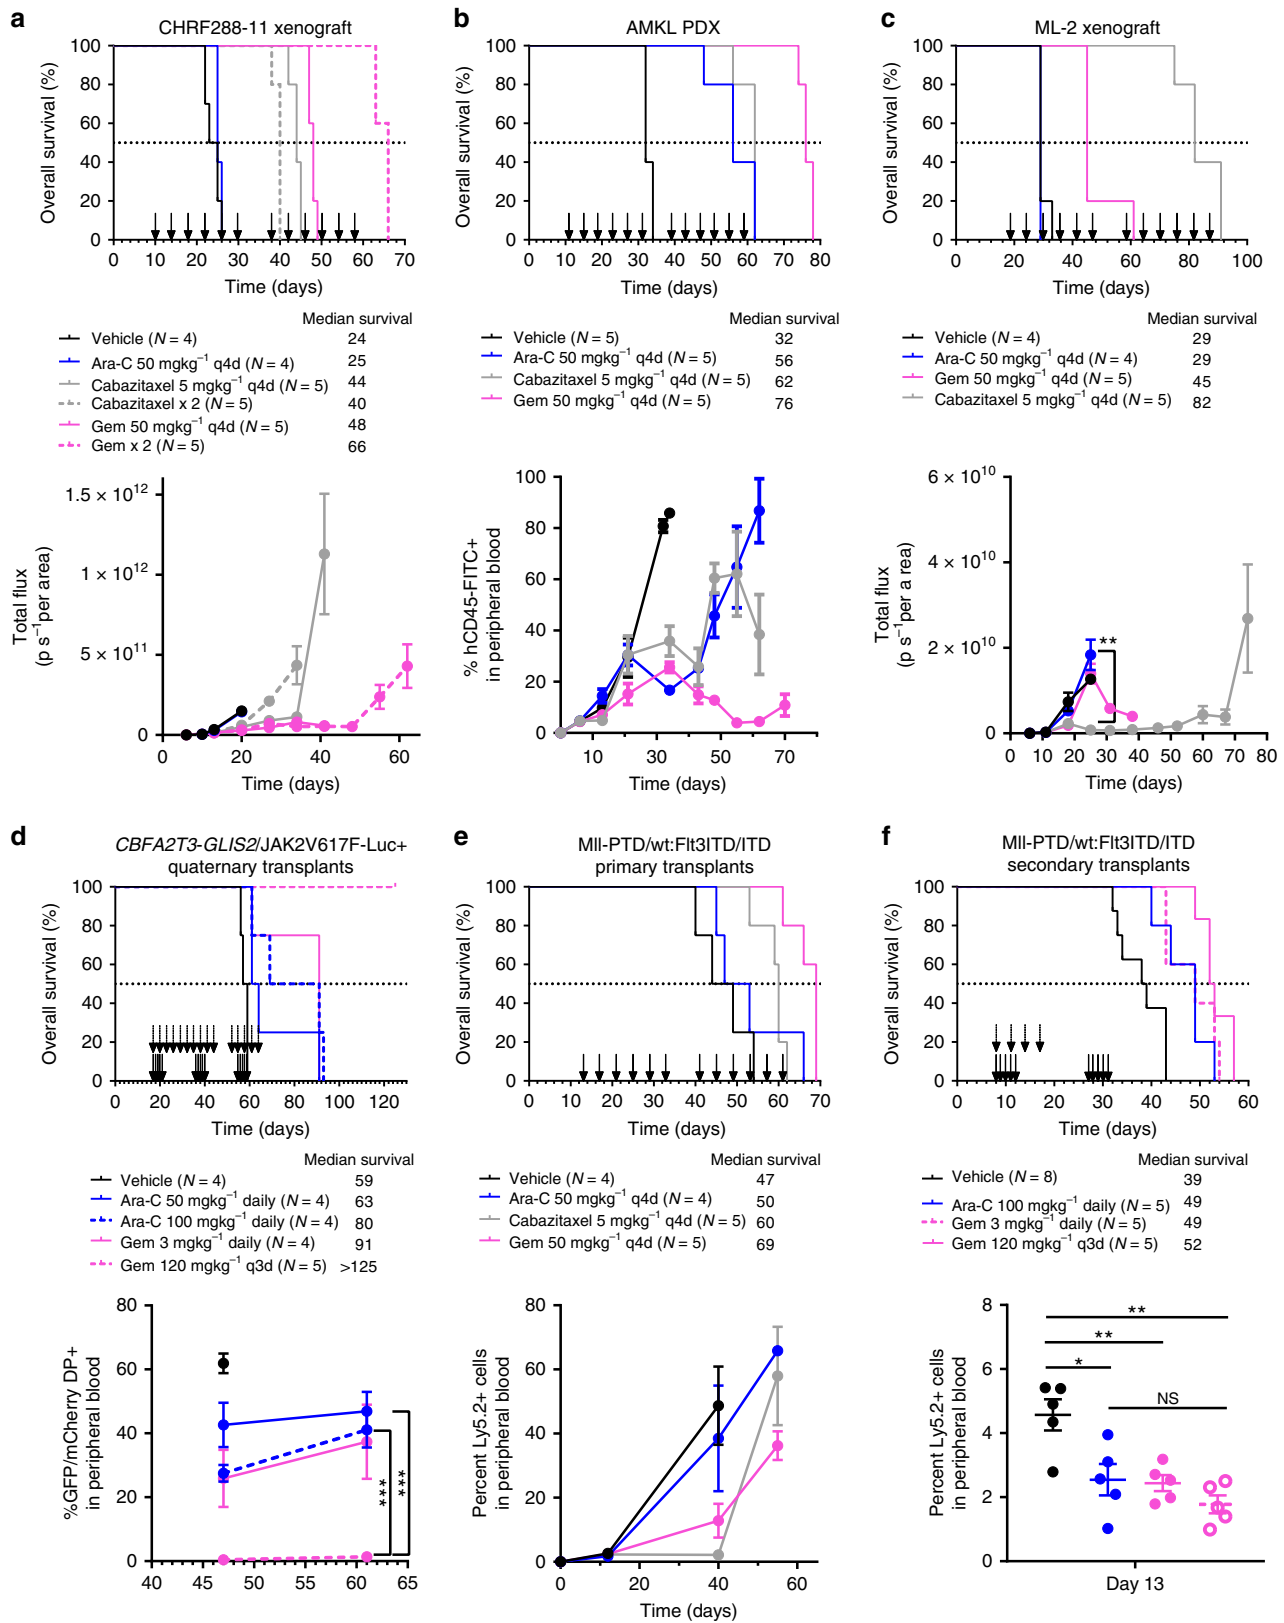 a
CHRF288-11 xenograft
Overall survival (%)
100
80
60
40
20
0
0 10 20 30 40 50 60 70
Time (days)
Median survival
Vehicle (N = 4) 24
Ara-C 50 mgkg⁻¹ q4d (N = 4) 25
Cabazitaxel 5 mgkg⁻¹ q4d (N = 5) 44
Cabazitaxel x 2 (N = 5) 40
Gem 50 mgkg⁻¹ q4d (N = 5) 48
Gem x 2 (N = 5) 66
Total flux
(p s⁻¹per area)
1.5 × 10¹²
1 × 10¹²
5 × 10¹¹
0
0 20 40 60
Time (days)
b
AMKL PDX
Overall survival (%)
100
80
60
40
20
0
0 10 20 30 40 50 60 70 80
Time (days)
Median survival
Vehicle (N = 5) 32
Ara-C 50 mgkg⁻¹ q4d (N = 5) 56
Cabazitaxel 5 mgkg⁻¹ q4d (N = 5) 62
Gem 50 mgkg⁻¹ q4d (N = 5) 76
% hCD45-FITC+
in peripheral blood
100
80
60
40
20
0
10 30 50 70
Time (days)
c
ML-2 xenograft
Overall survival (%)
100
80
60
40
20
0
0 20 40 60 80 100
Time (days)
Median survival
Vehicle (N = 4) 29
Ara-C 50 mgkg⁻¹ q4d (N = 4) 29
Gem 50 mgkg⁻¹ q4d (N = 5) 45
Cabazitaxel 5 mgkg⁻¹ q4d (N = 5) 82
Total flux
(p s⁻¹per a rea)
6 × 10¹⁰
4 × 10¹⁰
2 × 10¹⁰
0
**
0 10 20 30 40 50 60 70 80
Time (days)
d
CBFA2T3-GLIS2/JAK2V617F-Luc+
quaternary transplants
Overall survival (%)
100
80
60
40
20
0
0 20 40 60 80 100 120
Time (days)
Median survival
Vehicle (N = 4) 59
Ara-C 50 mgkg⁻¹ daily (N = 4) 63
Ara-C 100 mgkg⁻¹ daily (N = 4) 80
Gem 3 mgkg⁻¹ daily (N = 4) 91
Gem 120 mgkg⁻¹ q3d (N = 5) >125
%GFP/mCherry DP+
in peripheral blood
80
60
40
20
0
***
***
40 45 50 55 60 65
Time (days)
e
Mll-PTD/wt:Flt3ITD/ITD
primary transplants
Overall survival (%)
100
80
60
40
20
0
0 10 20 30 40 50 60 70
Time (days)
Median survival
Vehicle (N = 4) 47
Ara-C 50 mgkg⁻¹ q4d (N = 4) 50
Cabazitaxel 5 mgkg⁻¹ q4d (N = 5) 60
Gem 50 mgkg⁻¹ q4d (N = 5) 69
Percent Ly5.2+ cells
in peripheral blood
80
60
40
20
0
0 20 40 60
Time (days)
f
Mll-PTD/wt:Flt3ITD/ITD
secondary transplants
Overall survival (%)
100
80
60
40
20
0
0 10 20 30 40 50 60
Time (days)
Median survival
Vehicle (N = 8) 39
Ara-C 100 mgkg⁻¹ daily (N = 5) 49
Gem 3 mgkg⁻¹ daily (N = 5) 49
Gem 120 mgkg⁻¹ q3d (N = 5) 52
Percent Ly5.2+ cells
in peripheral blood
8
6
4
2
0
**
**
*
NS
Day 13